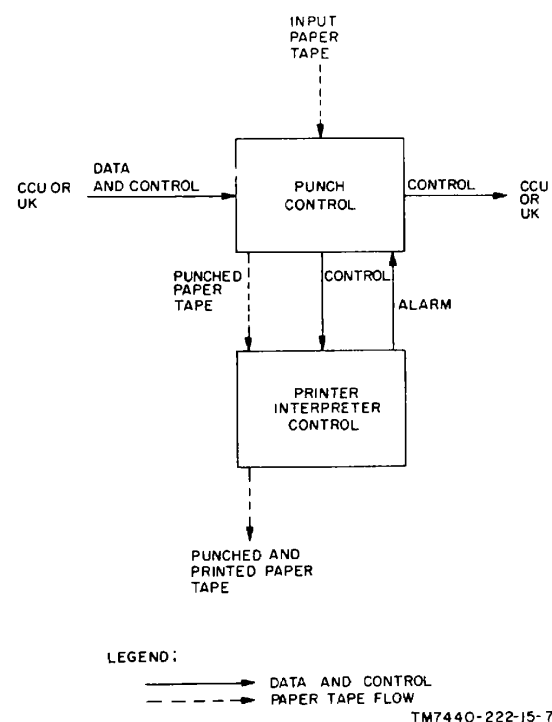 INPUT
PAPER
TAPE
CCU OR
UK
DATA
AND CONTROL
PUNCH
CONTROL
CONTROL
CCU
OR
UK
PUNCHED
PAPER
TAPE
CONTROL
ALARM
PRINTER
INTERPRETER
CONTROL
PUNCHED AND
PRINTED PAPER
TAPE
LEGEND;
DATA AND CONTROL
PAPER TAPE FLOW
TM7440-222-15-7